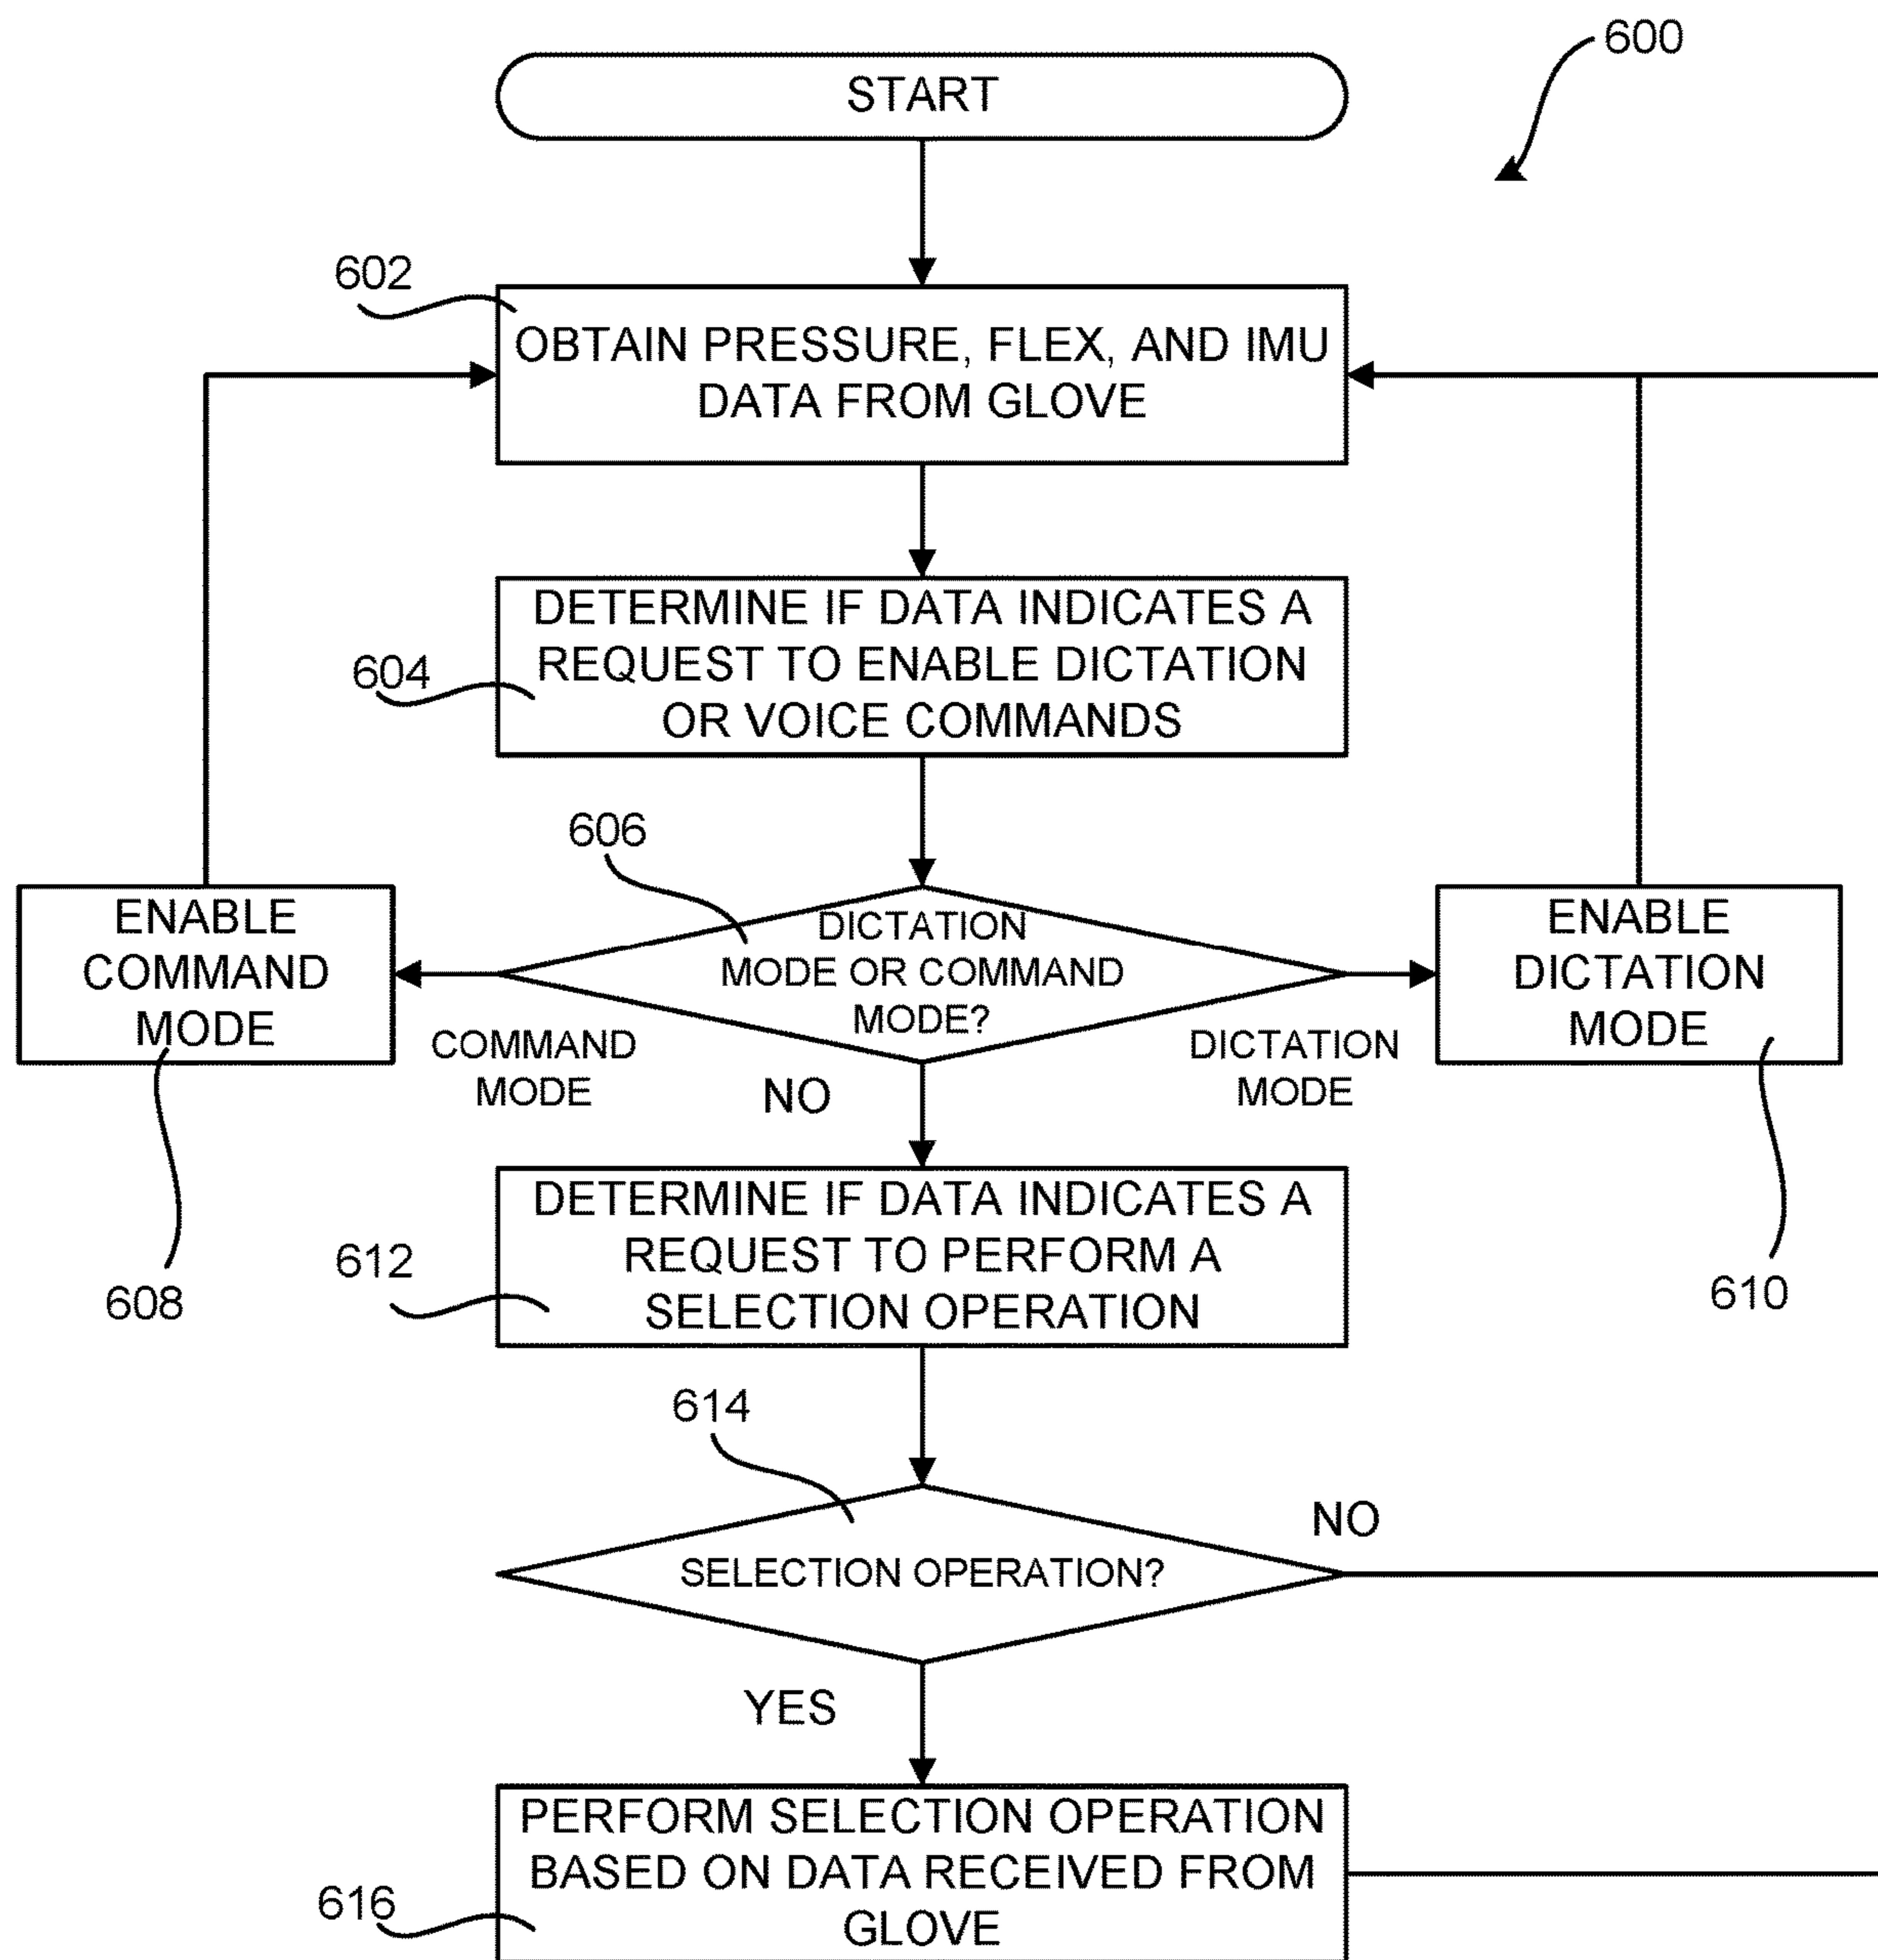 600
START
602
OBTAIN PRESSURE, FLEX, AND IMU
DATA FROM GLOVE
604
DETERMINE IF DATA INDICATES A
REQUEST TO ENABLE DICTATION
OR VOICE COMMANDS
606
ENABLE
COMMAND
MODE
608
DICTATION
MODE OR COMMAND
MODE?
COMMAND
MODE
NO
DICTATION
MODE
ENABLE
DICTATION
MODE
610
612
DETERMINE IF DATA INDICATES A
REQUEST TO PERFORM A
SELECTION OPERATION
614
SELECTION OPERATION?
NO
YES
616
PERFORM SELECTION OPERATION
BASED ON DATA RECEIVED FROM
GLOVE